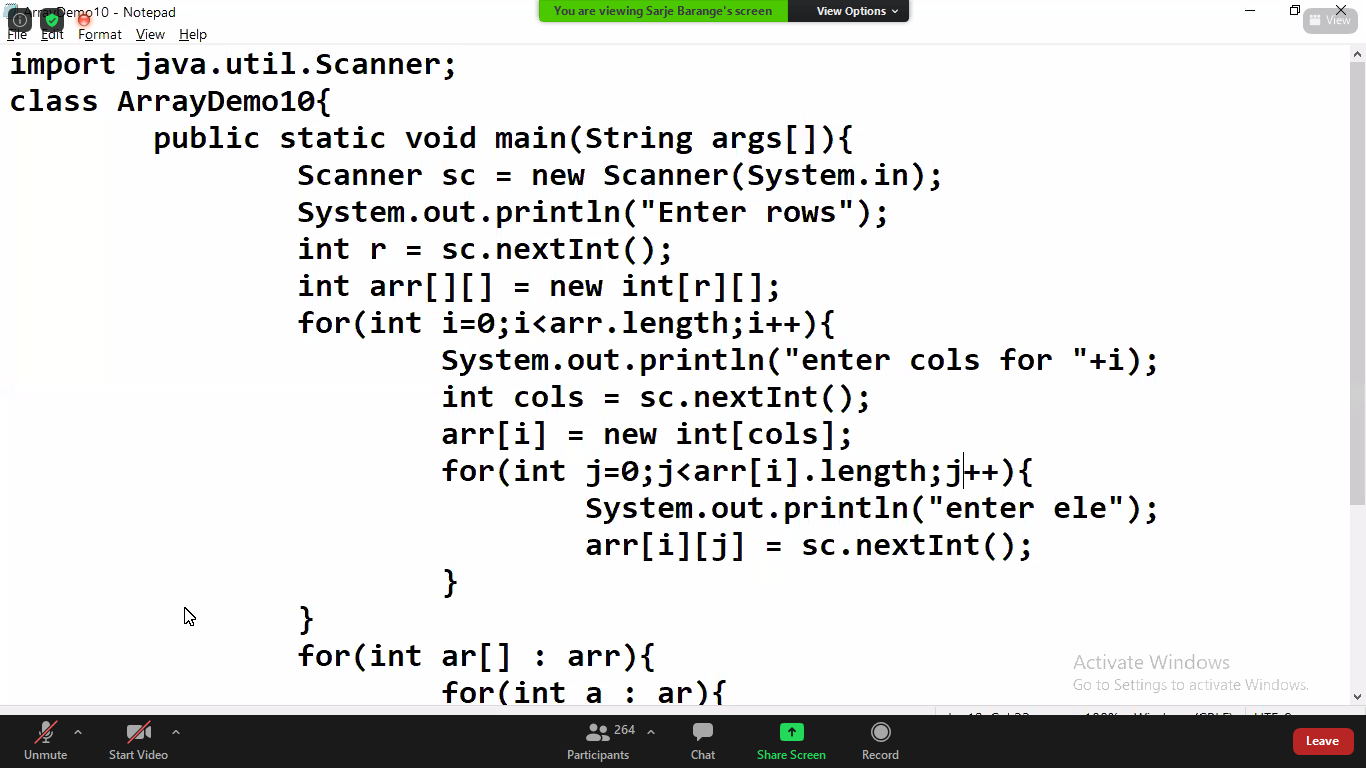 ArrayDemo10 - Notepad
You are viewing Sarje Barange's screen
View Options
View
File Edit Format View Help
import java.util.Scanner;
class ArrayDemo10{
public static void main(String args[]){
Scanner sc = new Scanner(System.in);
System.out.println("Enter rows");
int r = sc.nextInt();
int arr[][] = new int[r][];
for(int i=0;i<arr.length;i++){
System.out.println("enter cols for "+i);
int cols = sc.nextInt();
arr[i] = new int[cols];
for(int j=0;j<arr[i].length;j++){
System.out.println("enter ele");
arr[i][j] = sc.nextInt();
}
}
for(int ar[] : arr){
for(int a : ar){
Activate Windows
Go to Settings to activate Windows.
Unmute
Start Video
264
Participants
Chat
Share Screen
Record
Leave